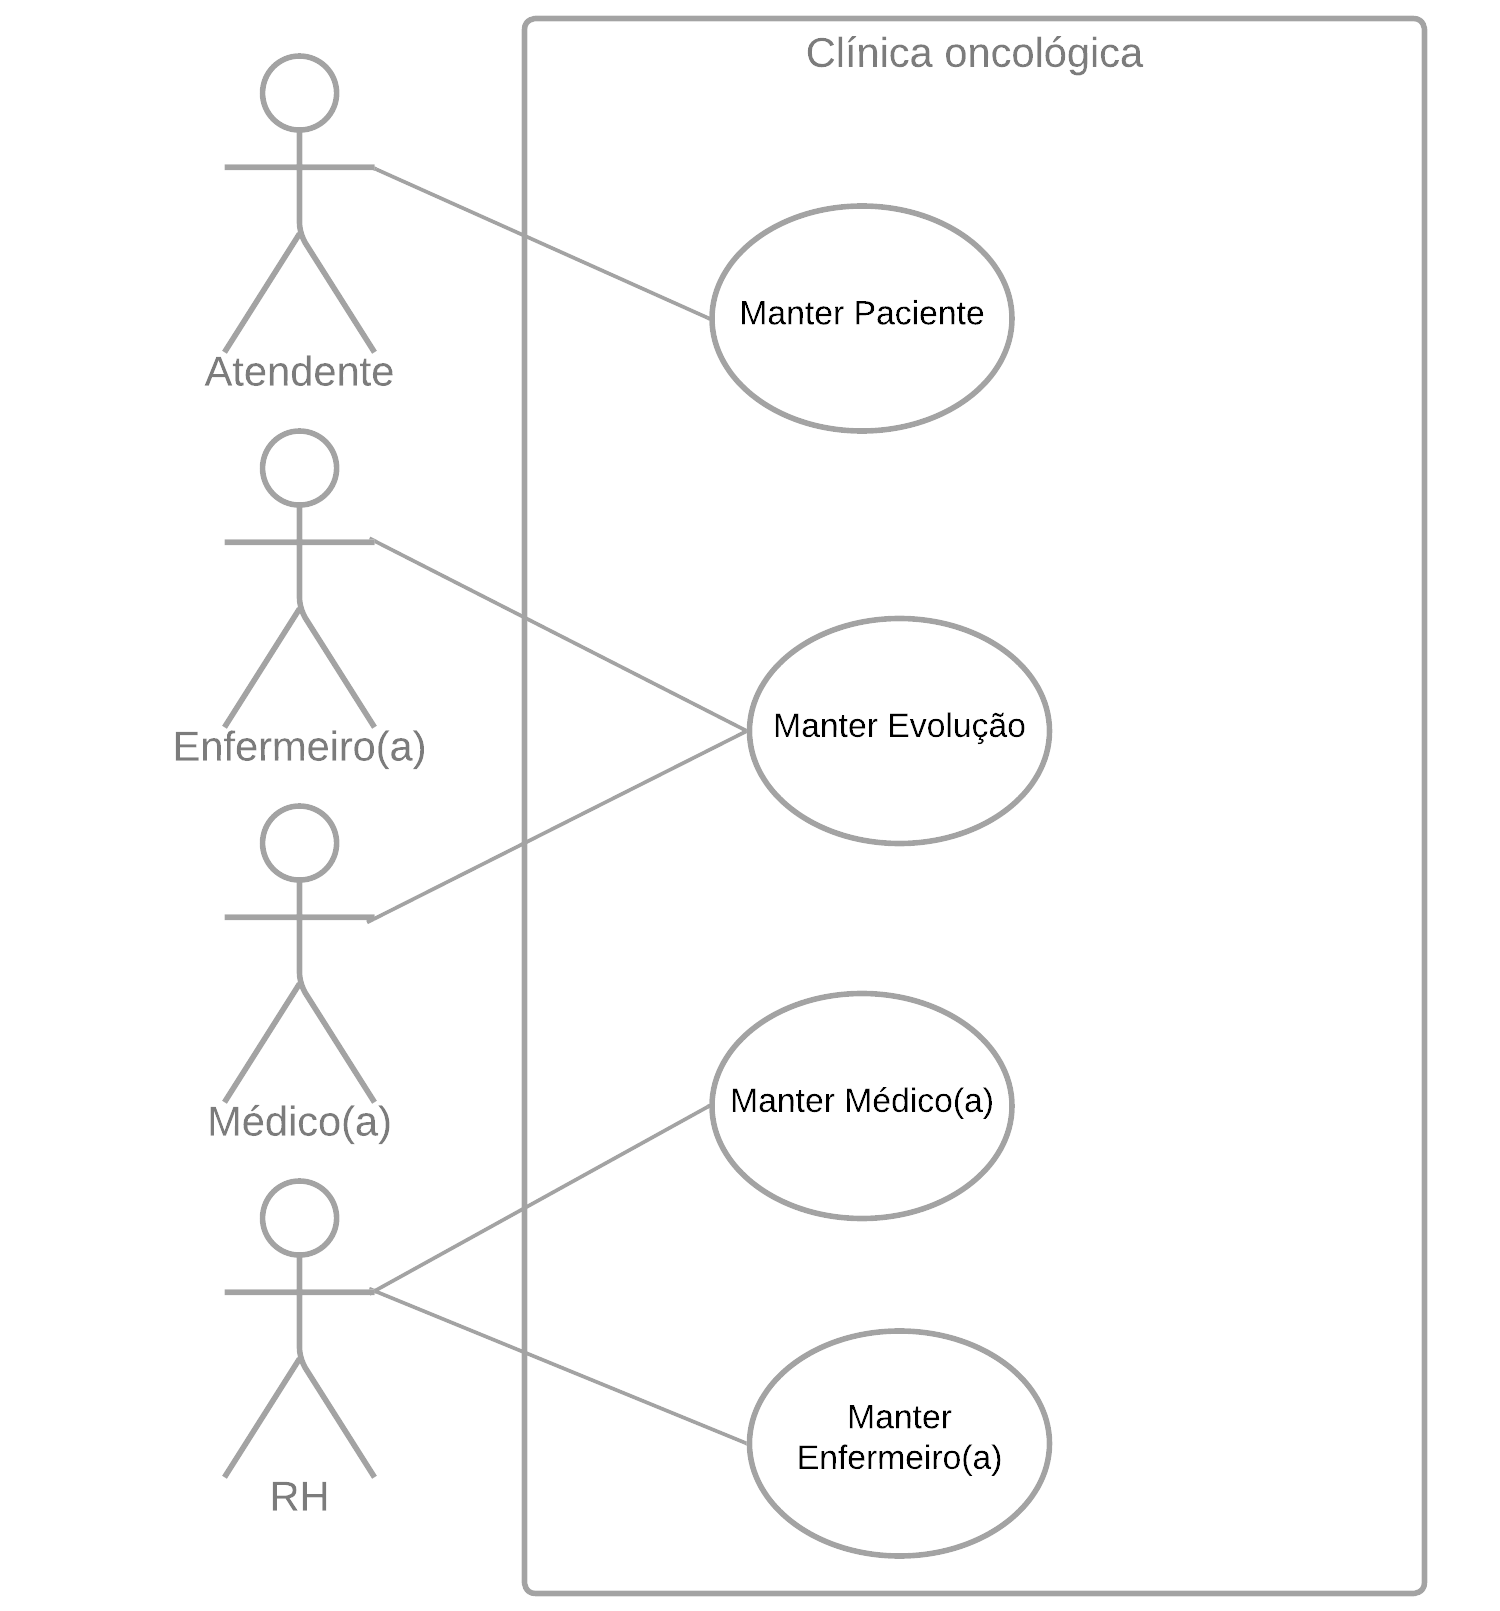 Clínica oncológica
Atendente
Manter Paciente
Enfermeiro(a)
Manter Evolução
Médico(a)
Manter Médico(a)
RH
Manter
Enfermeiro(a)